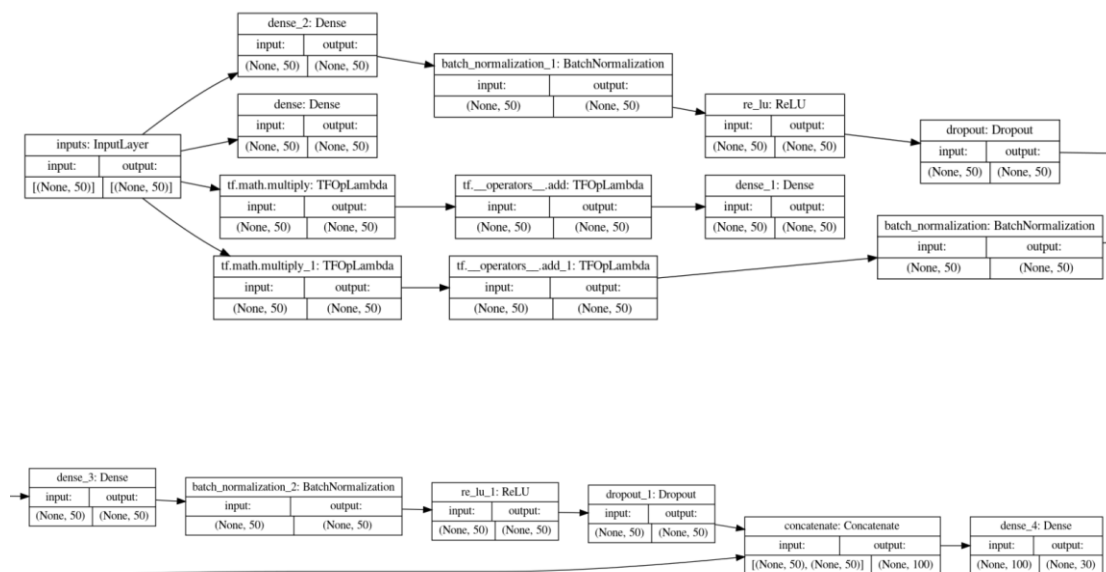 dense_2: Dense
input: output:
(None, 50) (None, 50)
batch_normalization_1: BatchNormalization
input: output:
(None, 50) (None, 50)
dense: Dense
input: output:
(None, 50) (None, 50)
re_lu: ReLU
input: output:
(None, 50) (None, 50)
dropout: Dropout
input: output:
(None, 50) (None, 50)
inputs: InputLayer
input: output:
[(None, 50)] [(None, 50)]
tf.math.multiply: TFOpLambda
input: output:
(None, 50) (None, 50)
tf.__operators__.add: TFOpLambda
input: output:
(None, 50) (None, 50)
dense_1: Dense
input: output:
(None, 50) (None, 50)
batch_normalization: BatchNormalization
input: output:
(None, 50) (None, 50)
tf.math.multiply_1: TFOpLambda
input: output:
(None, 50) (None, 50)
tf.__operators__.add_1: TFOpLambda
input: output:
(None, 50) (None, 50)
dense_3: Dense
input: output:
(None, 50) (None, 50)
batch_normalization_2: BatchNormalization
input: output:
(None, 50) (None, 50)
re_lu_1: ReLU
input: output:
(None, 50) (None, 50)
dropout_1: Dropout
input: output:
(None, 50) (None, 50)
concatenate: Concatenate
input: output:
[(None, 50), (None, 50)] (None, 100)
dense_4: Dense
input: output:
(None, 100) (None, 30)